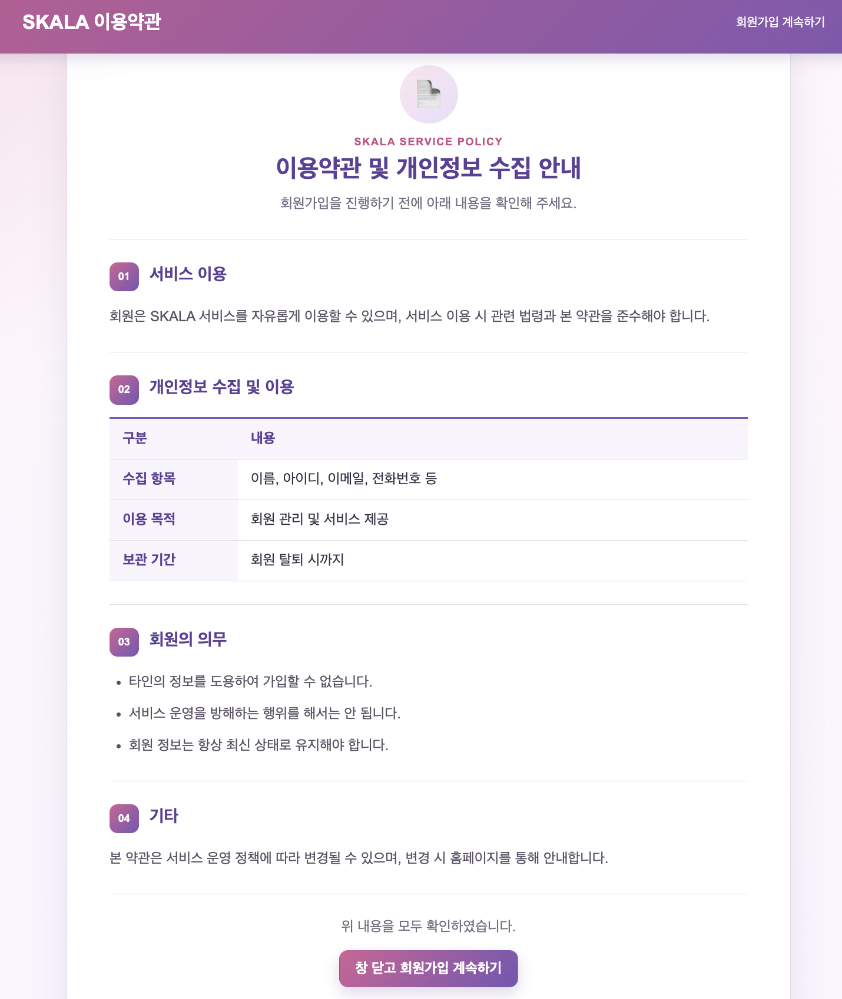 SKALA 이용약관
회원가입 계속하기
SKALA SERVICE POLICY
이용약관 및 개인정보 수집 안내
회원가입을 진행하기 전에 아래 내용을 확인해 주세요.
01 서비스 이용
회원은 SKALA 서비스를 자유롭게 이용할 수 있으며, 서비스 이용 시 관련 법령과 본 약관을 준수해야 합니다.
02 개인정보 수집 및 이용
구분 내용
수집 항목 이름, 아이디, 이메일, 전화번호 등
이용 목적 회원 관리 및 서비스 제공
보관 기간 회원 탈퇴 시까지
03 회원의 의무
• 타인의 정보를 도용하여 가입할 수 없습니다.
• 서비스 운영을 방해하는 행위를 해서는 안 됩니다.
• 회원 정보는 항상 최신 상태로 유지해야 합니다.
04 기타
본 약관은 서비스 운영 정책에 따라 변경될 수 있으며, 변경 시 홈페이지를 통해 안내합니다.
위 내용을 모두 확인하였습니다.
창 닫고 회원가입 계속하기